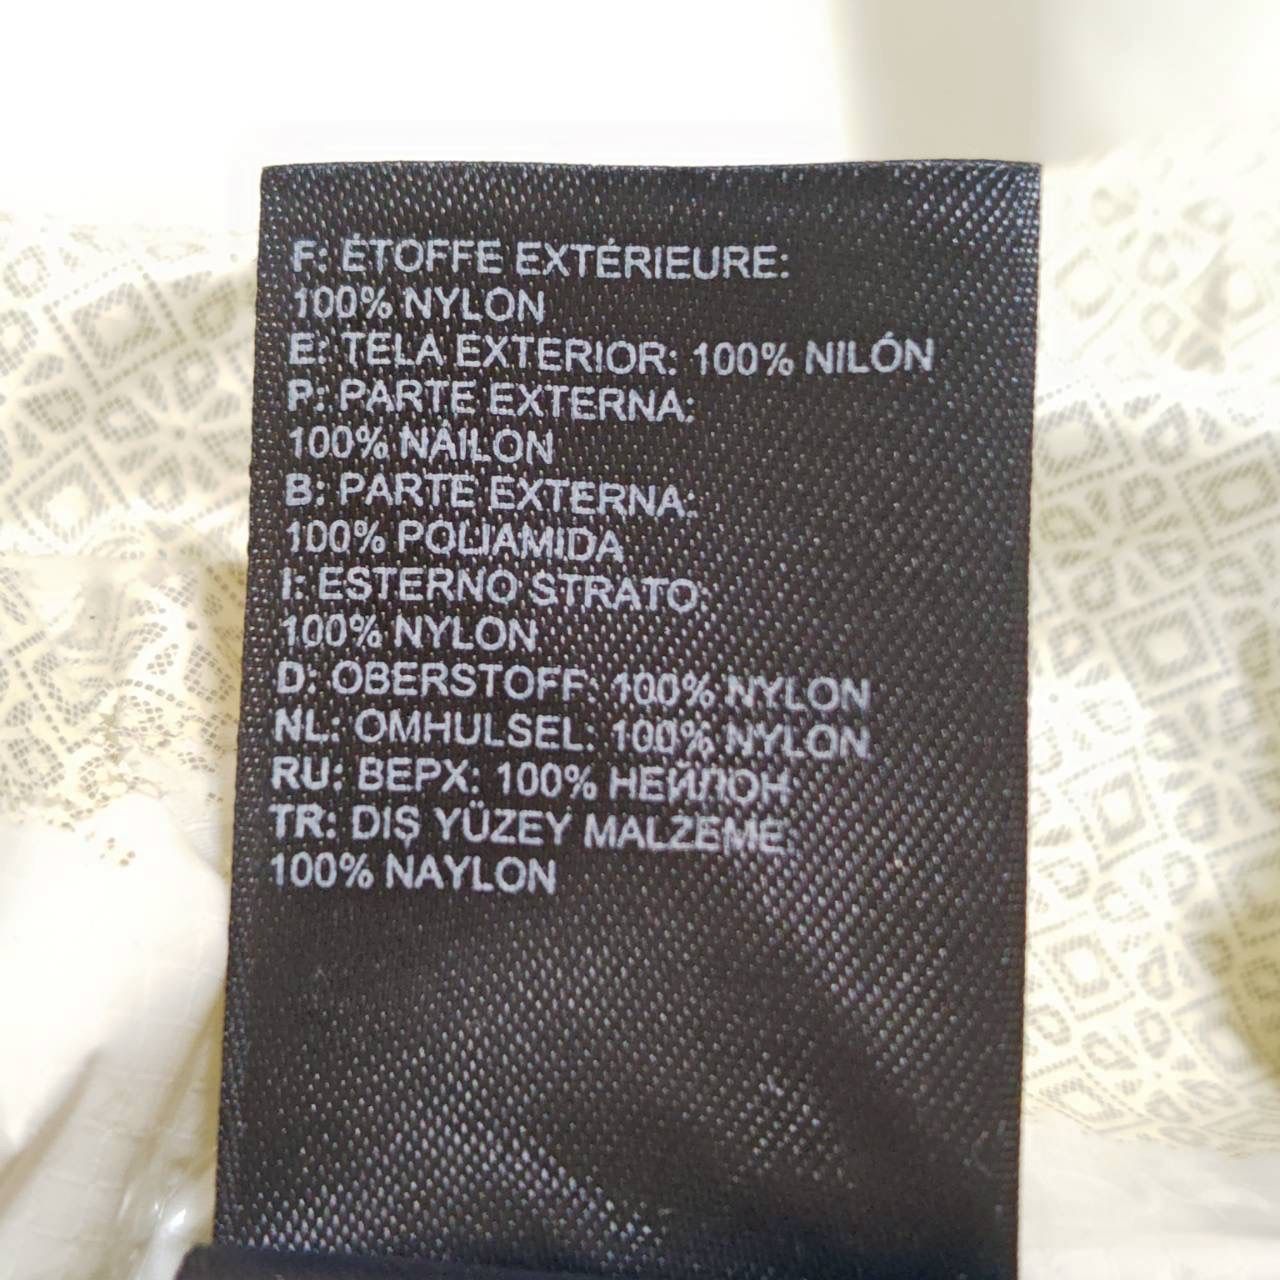 F: ÉTOFFE EXTÉRIEURE:
100% NYLON
E: TELA EXTERIOR: 100% NILÓN
P: PARTE EXTERNA:
100% NÁILON
B: PARTE EXTERNA:
100% POLIAMIDA
I: ESTERNO STRATO:
100% NYLON
D: OBERSTOFF: 100% NYLON
NL: OMHULSEL: 100% NYLON
RU: ВЕРХ: 100% НЕЙЛОН
TR: DIŞ YÜZEY MALZEME:
100% NAYLON